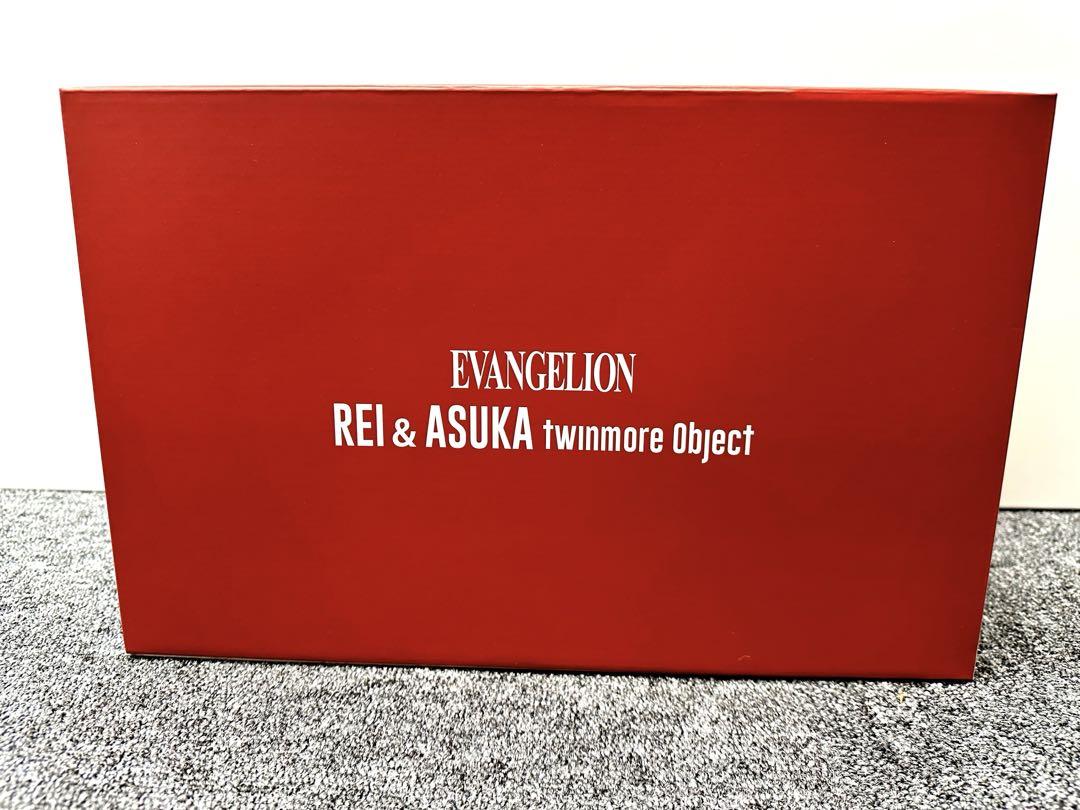 EVANGELION
REI & ASUKA twinmore Object